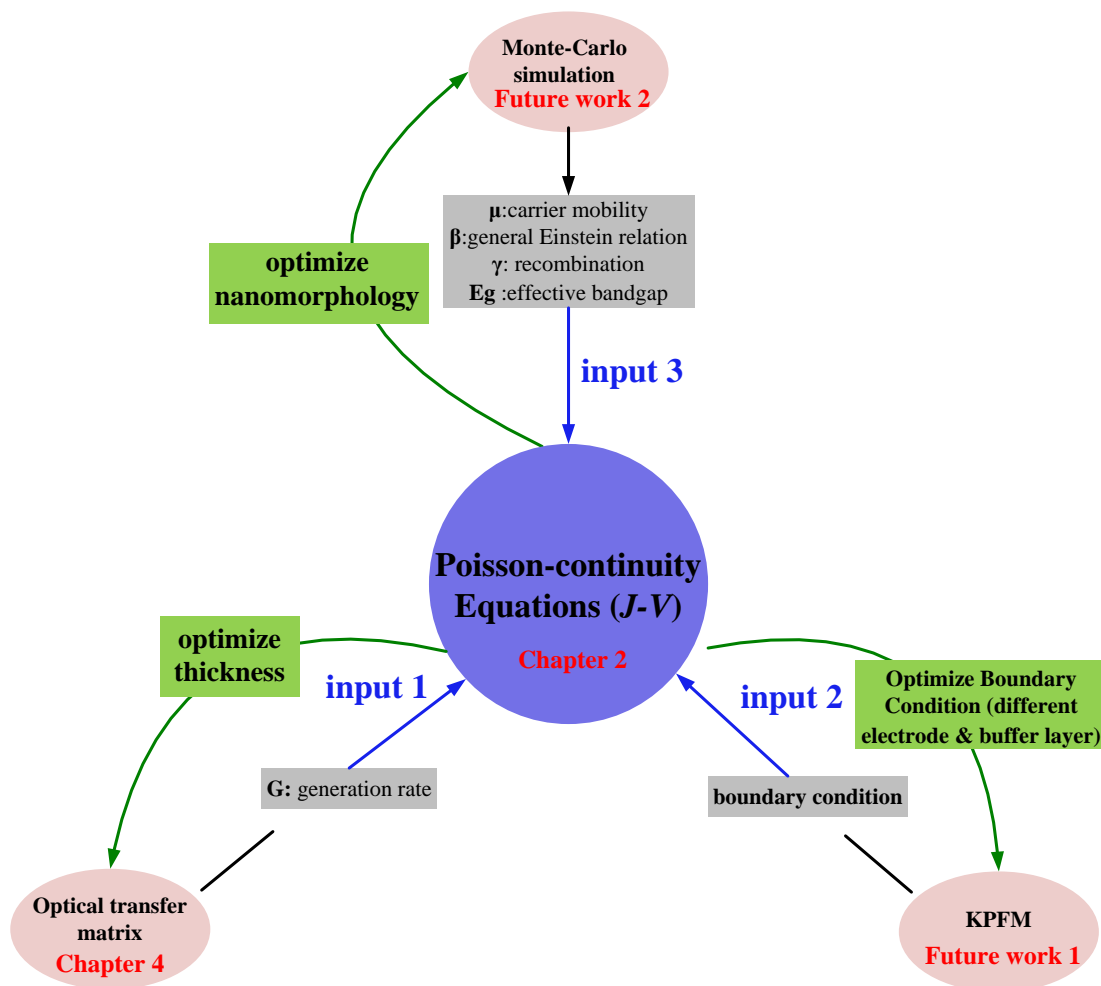 Monte-Carlo
simulation
Future work 2
μ:carrier mobility
β:general Einstein relation
γ: recombination
Eg :effective bandgap
optimize
nanomorphology
input 3
Poisson-continuity
Equations (J-V)
Chapter 2
optimize
thickness
input 1
input 2
Optimize Boundary
Condition (different
electrode & buffer layer)
G: generation rate
boundary condition
Optical transfer
matrix
Chapter 4
KPFM
Future work 1